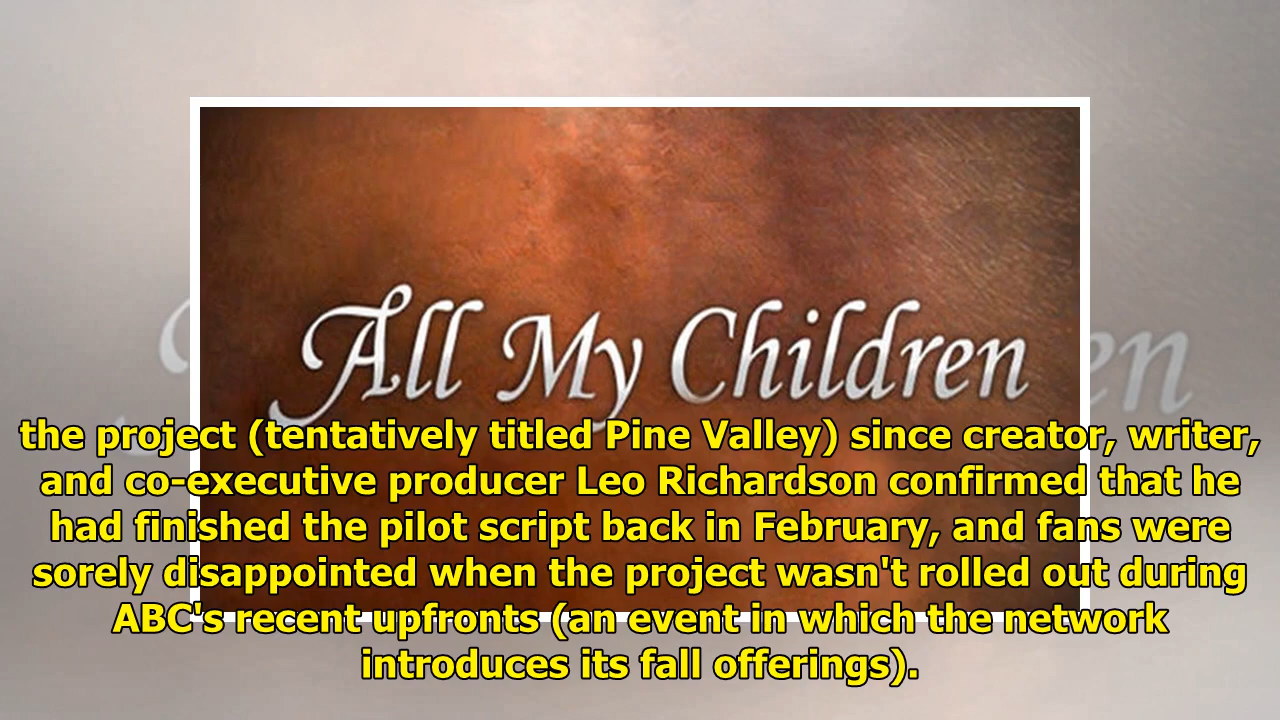 All My Children
en
the project (tentatively titled Pine Valley) since creator, writer,
and co-executive producer Leo Richardson confirmed that he
had finished the pilot script back in February, and fans were
sorely disappointed when the project wasn't rolled out during
ABC's recent upfronts (an event in which the network
introduces its fall offerings).